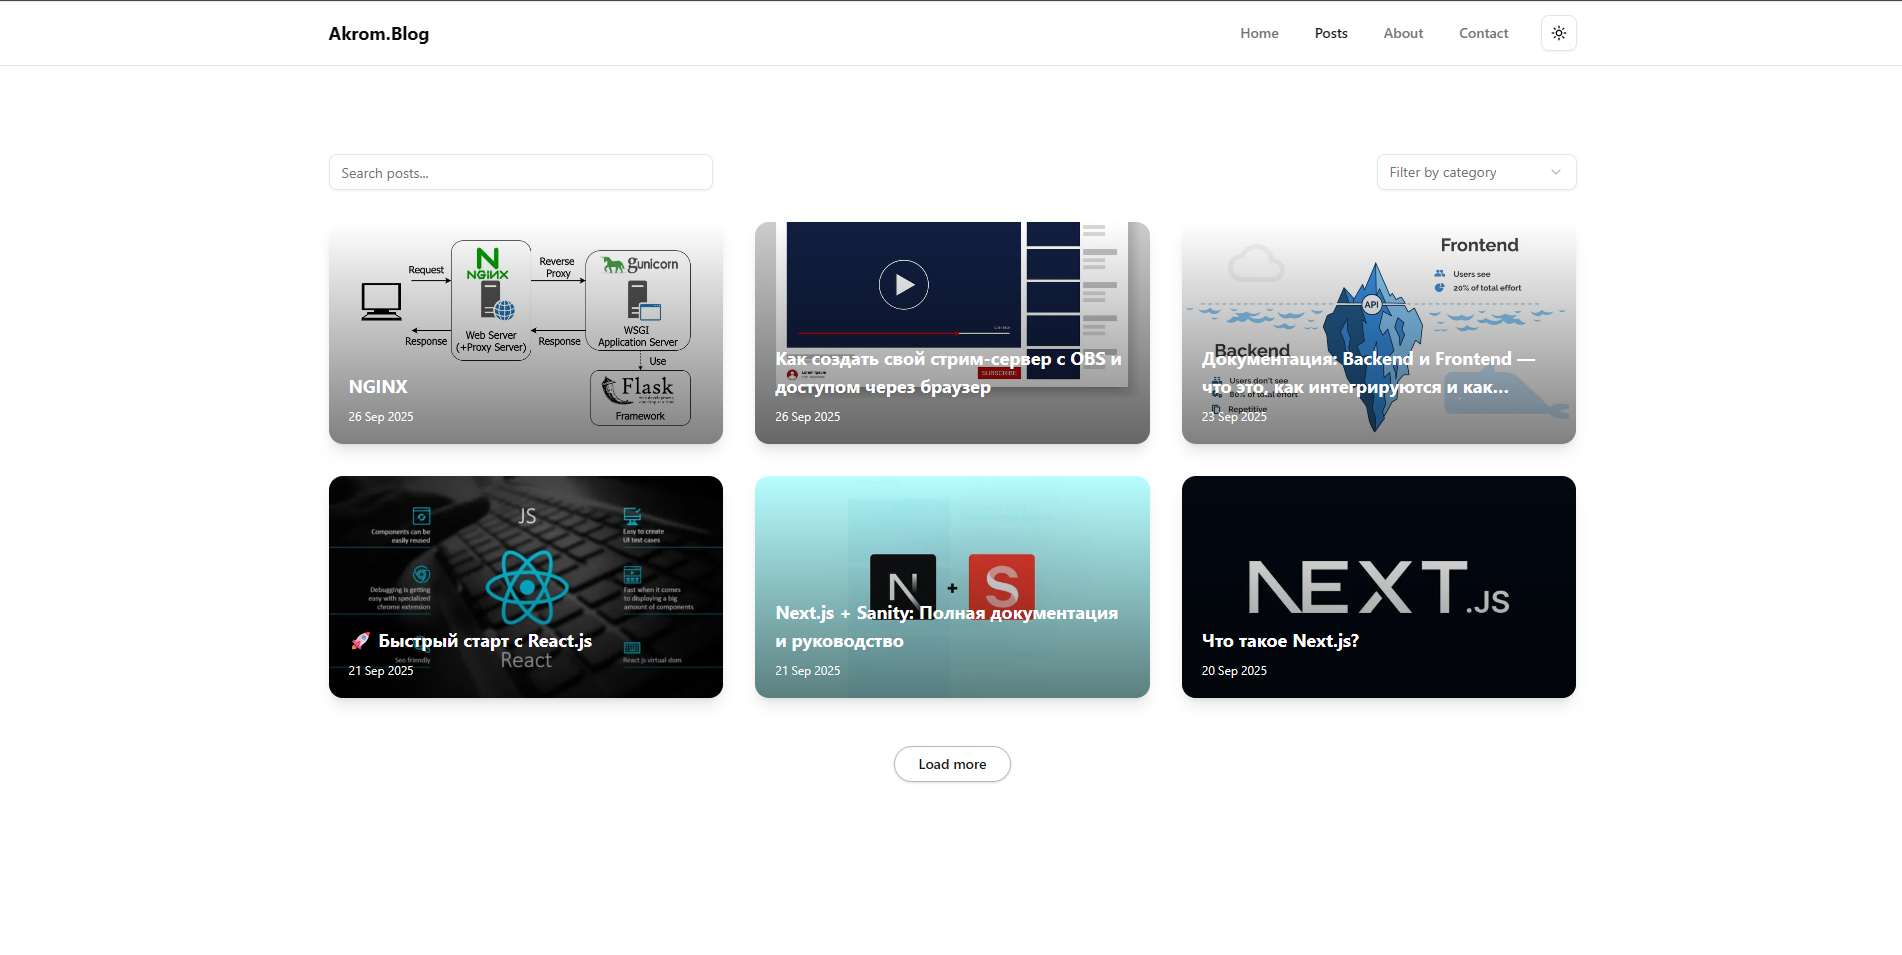 Akrom.Blog
Home
Posts
About
Contact
Search posts...
Filter by category
Request
NGINX
Reverse
Proxy
gunicorn
Response
Web Server
(+Proxy Server)
Response
WSGI
Application Server
Use
Flask
Framework
NGINX
26 Sep 2025
SUBSCRIBE
Как создать свой стрим-сервер с OBS и
доступом через браузер
26 Sep 2025
Frontend
Users see
20% of total effort
API
Backend
Users don't see
80% of total effort
Repetitive
Документация: Backend и Frontend —
что это, как интегрируются и как...
23 Sep 2025
JS
Components can be
easily reused
Easy to create
UI test cases
Debugging is getting
easy with specialized
chrome extension
Fast when it comes
to displaying a big
amount of components
Seo friendly
React
React js virtual dom
🚀 Быстрый старт с React.js
21 Sep 2025
N + S
Next.js + Sanity: Полная документация
и руководство
21 Sep 2025
NEXT.JS
Что такое Next.js?
20 Sep 2025
Load more